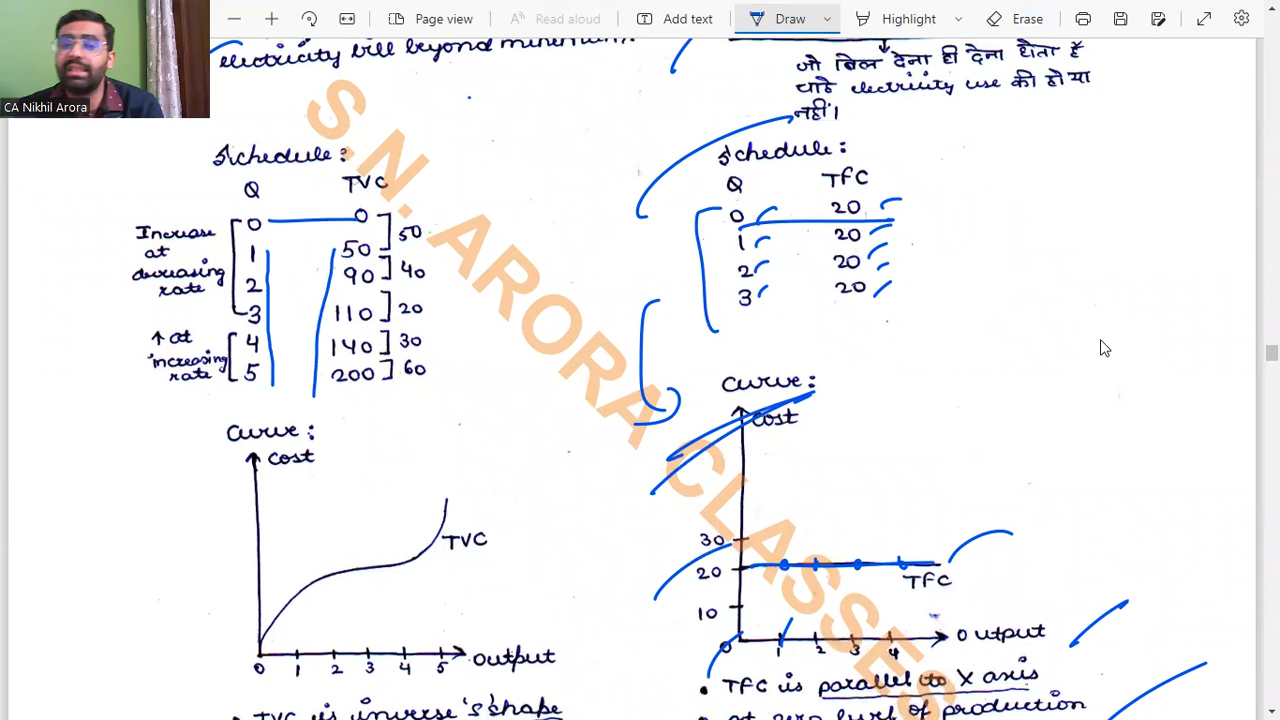 Page view
Read aloud
Add text
Draw
Highlight
Erase
CA Nikhil Arora
electricity bill beyond minimum.
Schedule:
Q TVC
0 0
1 50
2 90
3 110
4 140
5 200
50
40
20
30
60
Increase
at
decreasing
rate
↑ at
increasing
rate
Curve:
Cost
TVC
0 1 2 3 4 5 output
TVC is inverse 's' shape
जो बिल देना ही देना होता है
चाहे electricity use की हो या
नहीं।
Schedule:
Q TFC
0 20
1 20
2 20
3 20
Curve:
Cost
30
20
10
TFC
0 1 2 3 4 output
• TFC is parallel to X axis
at zero level of production
S.N. ARORA CLASSES